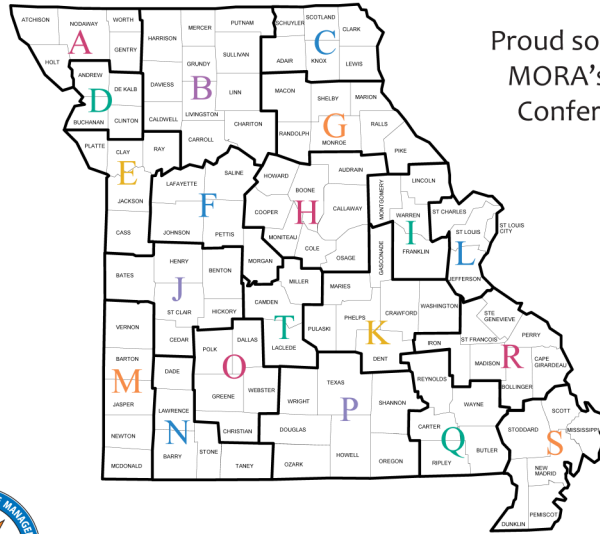 Proud so
MORA's
Confer
ATCHISON
NODAWAY
WORTH
GENTRY
HOLT
A
ANDREW
DE KALB
D
BUCHANAN
CLINTON
HARRISON
MERCER
PUTNAM
SULLIVAN
GRUNDY
DAVIESS
B
LINN
LIVINGSTON
CALDWELL
CHARITON
CARROLL
SCHUYLER
SCOTLAND
CLARK
C
ADAIR
KNOX
LEWIS
MACON
SHELBY
MARION
G
RANDOLPH
MONROE
RALLS
PIKE
PLATTE
CLAY
RAY
E
JACKSON
CASS
LAFAYETTE
SALINE
F
JOHNSON
PETTIS
HOWARD
BOONE
AUDRAIN
H
COOPER
CALLAWAY
MONITEAU
COLE
OSAGE
MORGAN
MONTGOMERY
LINCOLN
WARREN
I
FRANKLIN
ST CHARLES
ST LOUIS
ST LOUIS
CITY
L
JEFFERSON
GASCONADE
BATES
HENRY
BENTON
J
ST CLAIR
HICKORY
CEDAR
MILLER
CAMDEN
T
LACLEDE
MARIES
PHELPS
CRAWFORD
WASHINGTON
PULASKI
K
DENT
STE
GENEVIEVE
PERRY
IRON
ST FRANCOIS
R
MADISON
CAPE
GIRARDEAU
BOLLINGER
VERNON
BARTON
M
JASPER
NEWTON
MCDONALD
DADE
LAWRENCE
N
BARRY
STONE
TANEY
POLK
DALLAS
O
GREENE
WEBSTER
CHRISTIAN
TEXAS
WRIGHT
P
SHANNON
DOUGLAS
HOWELL
OZARK
OREGON
REYNOLDS
WAYNE
CARTER
Q
BUTLER
RIPLEY
SCOTT
STODDARD
MISSISSIPPI
S
NEW
MADRID
PEMISCOT
DUNKLIN
MANAGE